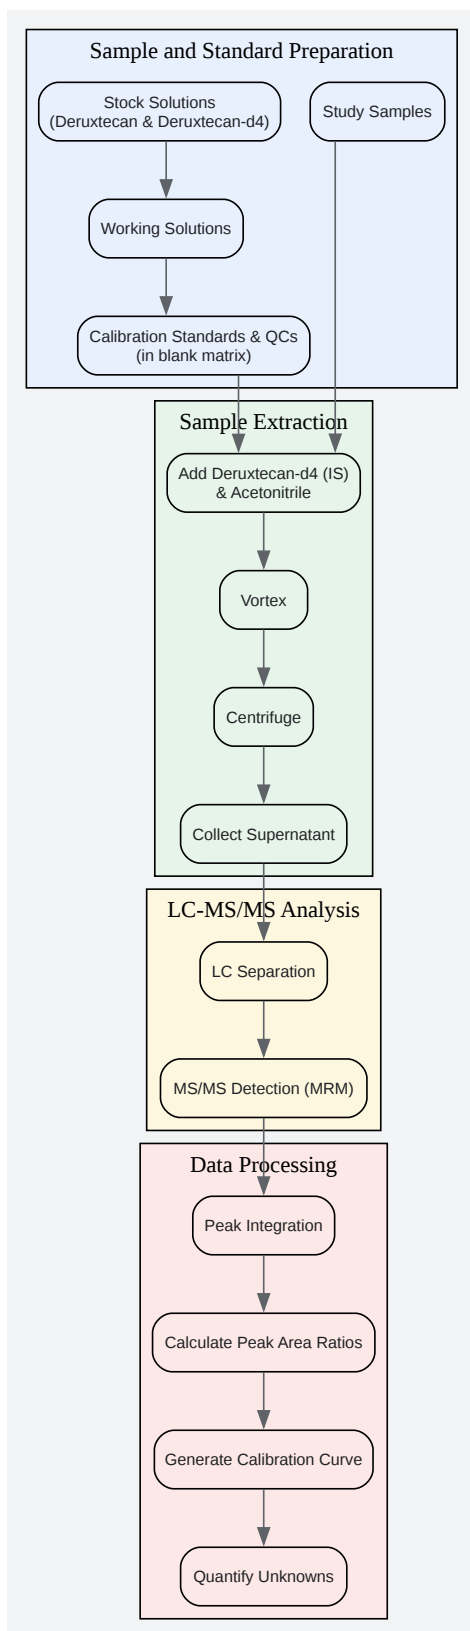 Sample and Standard Preparation
Stock Solutions
(Deruxtecan & Deruxtecan-d4)
Study Samples
Working Solutions
Calibration Standards & QCs
(in blank matrix)
Sample Extraction
Add Deruxtecan-d4 (IS)
& Acetonitrile
Vortex
Centrifuge
Collect Supernatant
LC-MS/MS Analysis
LC Separation
MS/MS Detection (MRM)
Data Processing
Peak Integration
Calculate Peak Area Ratios
Generate Calibration Curve
Quantify Unknowns